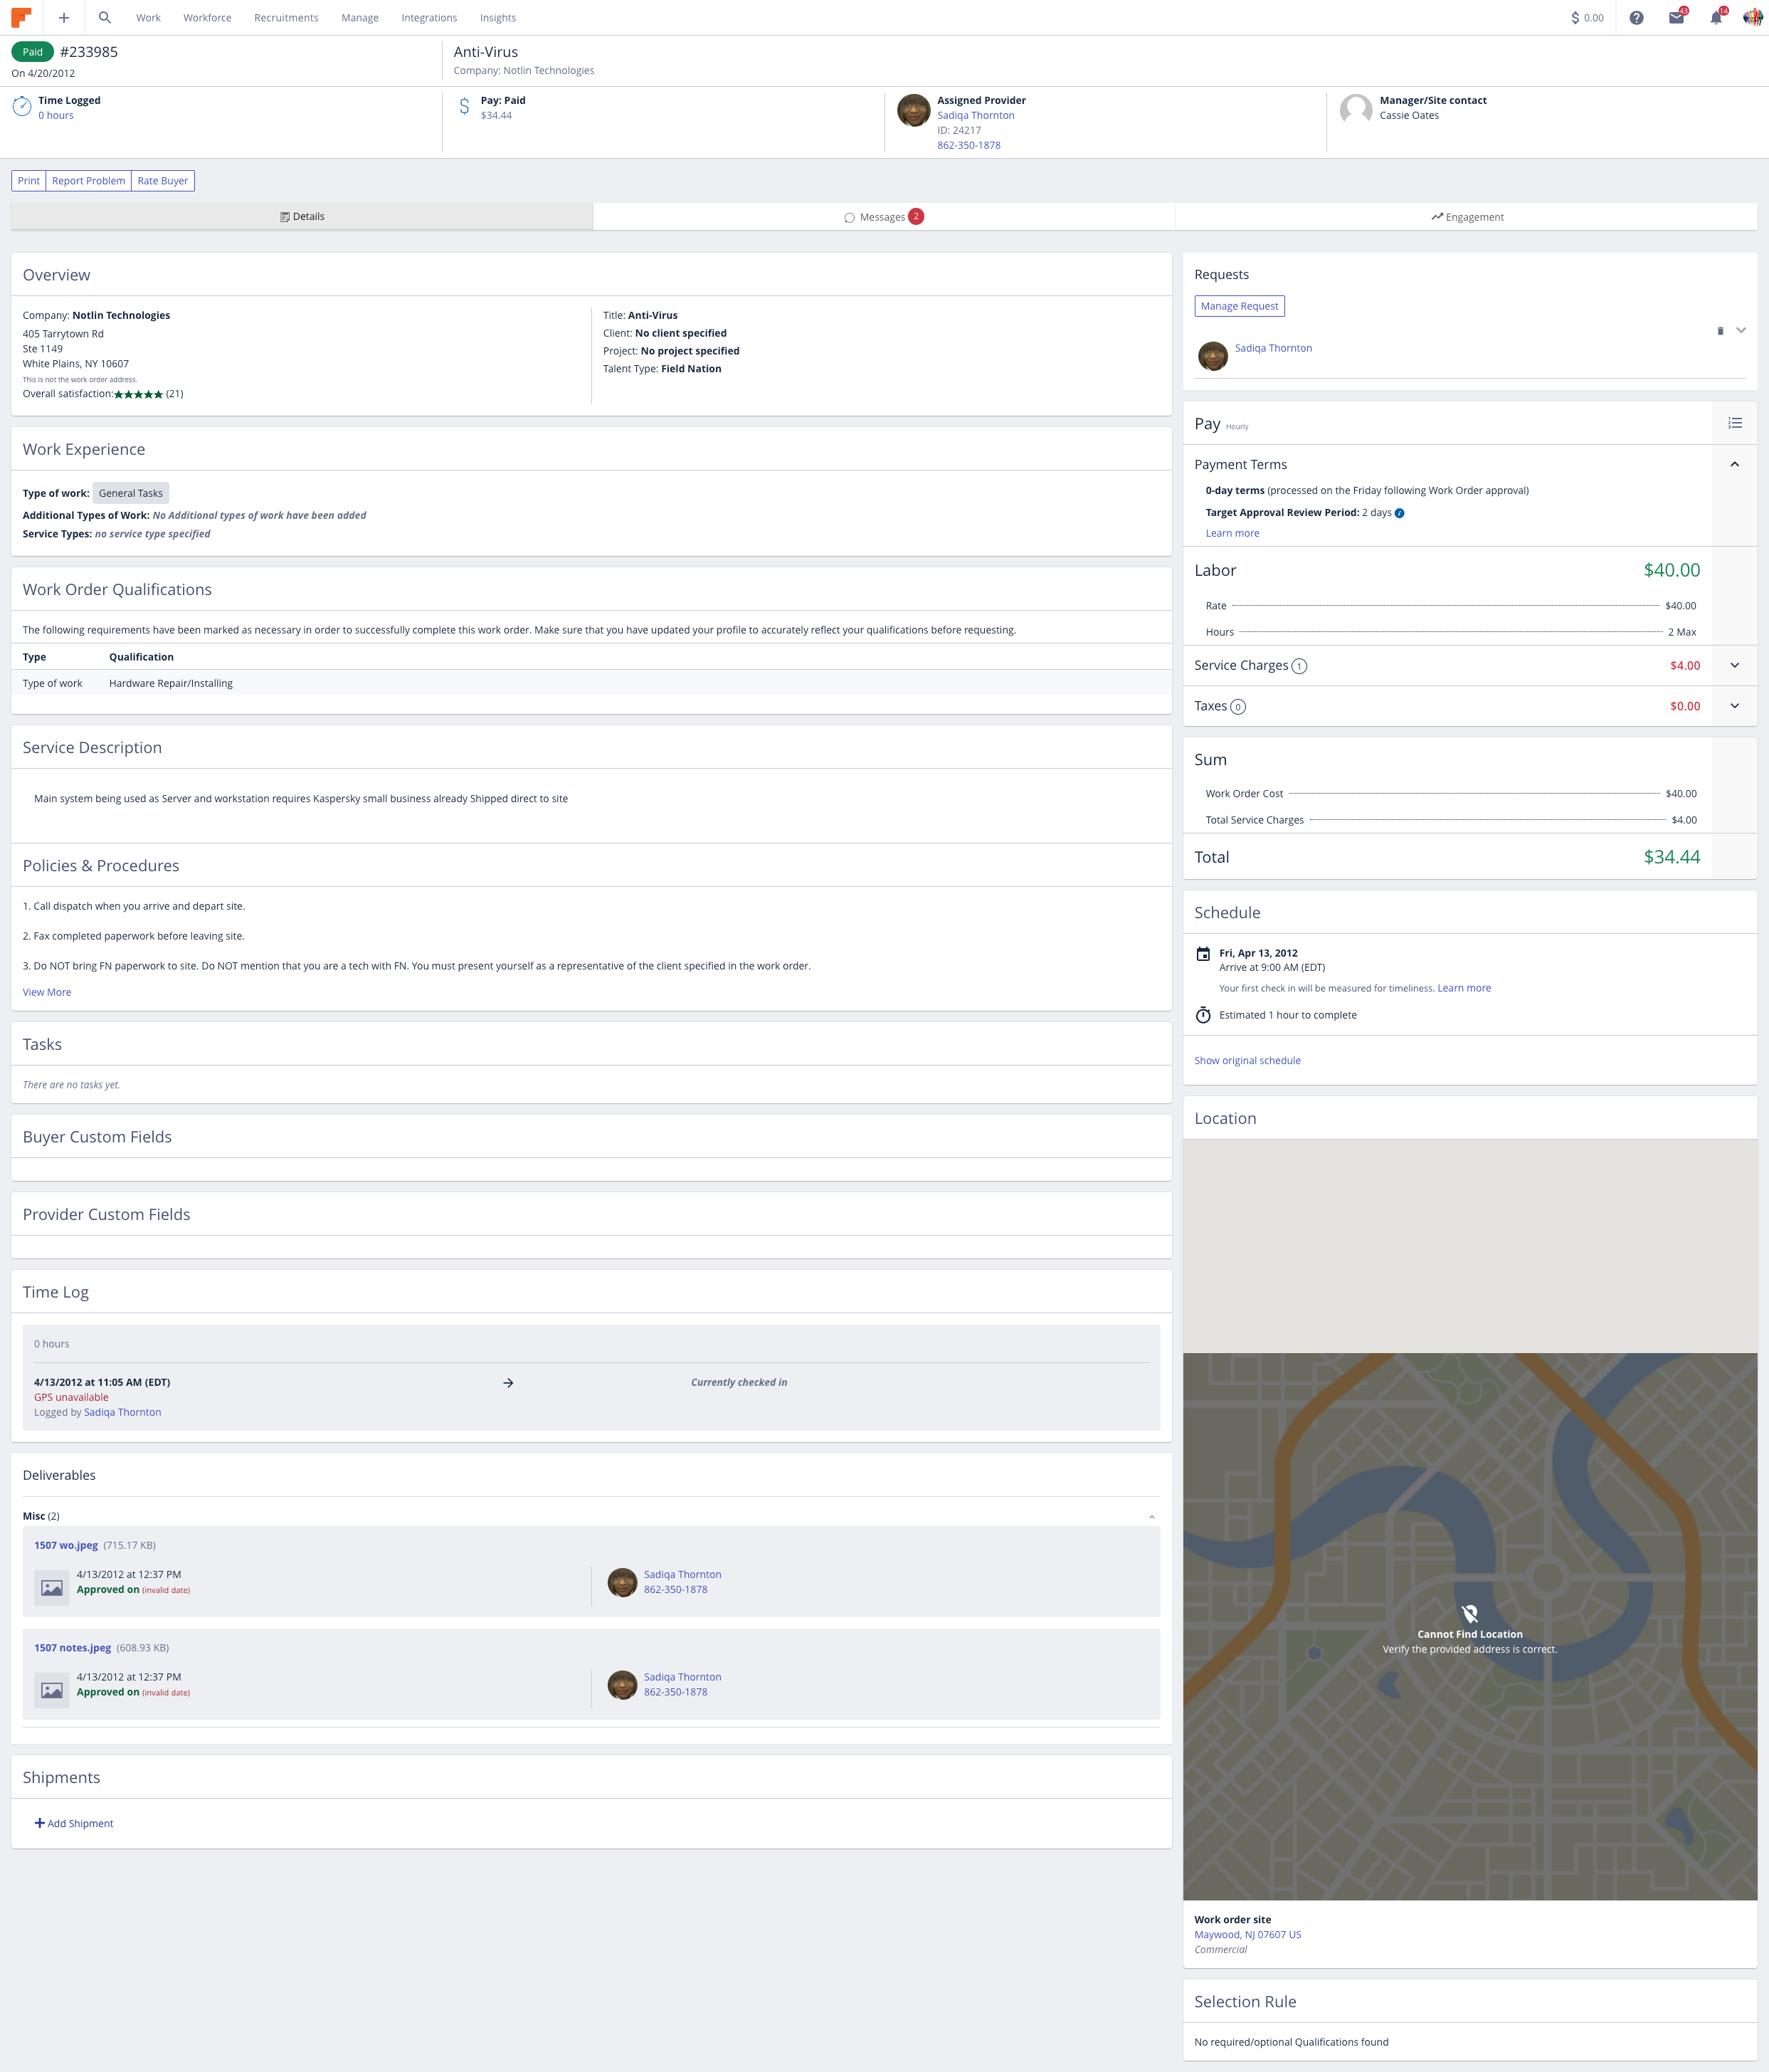 Work Workforce Recruitments Manage Integrations Insights $ 0.00 43 14
Paid #233985
On 4/20/2012
Anti-Virus
Company: Notlin Technologies
Time Logged
0 hours
Pay: Paid
$34.44
Assigned Provider
Sadiqa Thornton
ID: 24217
862-350-1878
Manager/Site contact
Cassie Oates
Print Report Problem Rate Buyer
Details Messages 2 Engagement
Overview
Company: Notlin Technologies
405 Tarrytown Rd
Ste 1149
White Plains, NY 10607
This is not the work order address.
Overall satisfaction:★★★★★ (21)
Title: Anti-Virus
Client: No client specified
Project: No project specified
Talent Type: Field Nation
Work Experience
Type of work: General Tasks
Additional Types of Work: No Additional types of work have been added
Service Types: no service type specified
Work Order Qualifications
The following requirements have been marked as necessary in order to successfully complete this work order. Make sure that you have updated your profile to accurately reflect your qualifications before requesting.
Type Qualification
Type of work Hardware Repair/Installing
Service Description
Main system being used as Server and workstation requires Kaspersky small business already Shipped direct to site
Policies & Procedures
1. Call dispatch when you arrive and depart site.
2. Fax completed paperwork before leaving site.
3. Do NOT bring FN paperwork to site. Do NOT mention that you are a tech with FN. You must present yourself as a representative of the client specified in the work order.
View More
Tasks
There are no tasks yet.
Buyer Custom Fields
Provider Custom Fields
Time Log
0 hours
4/13/2012 at 11:05 AM (EDT) → Currently checked in
GPS unavailable
Logged by Sadiqa Thornton
Deliverables
Misc (2)
1507 wo.jpeg (715.17 KB)
4/13/2012 at 12:37 PM
Approved on (invalid date)
Sadiqa Thornton
862-350-1878
1507 notes.jpeg (608.93 KB)
4/13/2012 at 12:37 PM
Approved on (invalid date)
Sadiqa Thornton
862-350-1878
Shipments
+ Add Shipment
Requests
Manage Request
Sadiqa Thornton
Pay Hourly
Payment Terms
0-day terms (processed on the Friday following Work Order approval)
Target Approval Review Period: 2 days
Learn more
Labor $40.00
Rate $40.00
Hours 2 Max
Service Charges 1 $4.00
Taxes 0 $0.00
Sum
Work Order Cost $40.00
Total Service Charges $4.00
Total $34.44
Schedule
Fri, Apr 13, 2012
Arrive at 9:00 AM (EDT)
Your first check in will be measured for timeliness. Learn more
Estimated 1 hour to complete
Show original schedule
Location
Cannot Find Location
Verify the provided address is correct.
Work order site
Maywood, NJ 07607 US
Commercial
Selection Rule
No required/optional Qualifications found